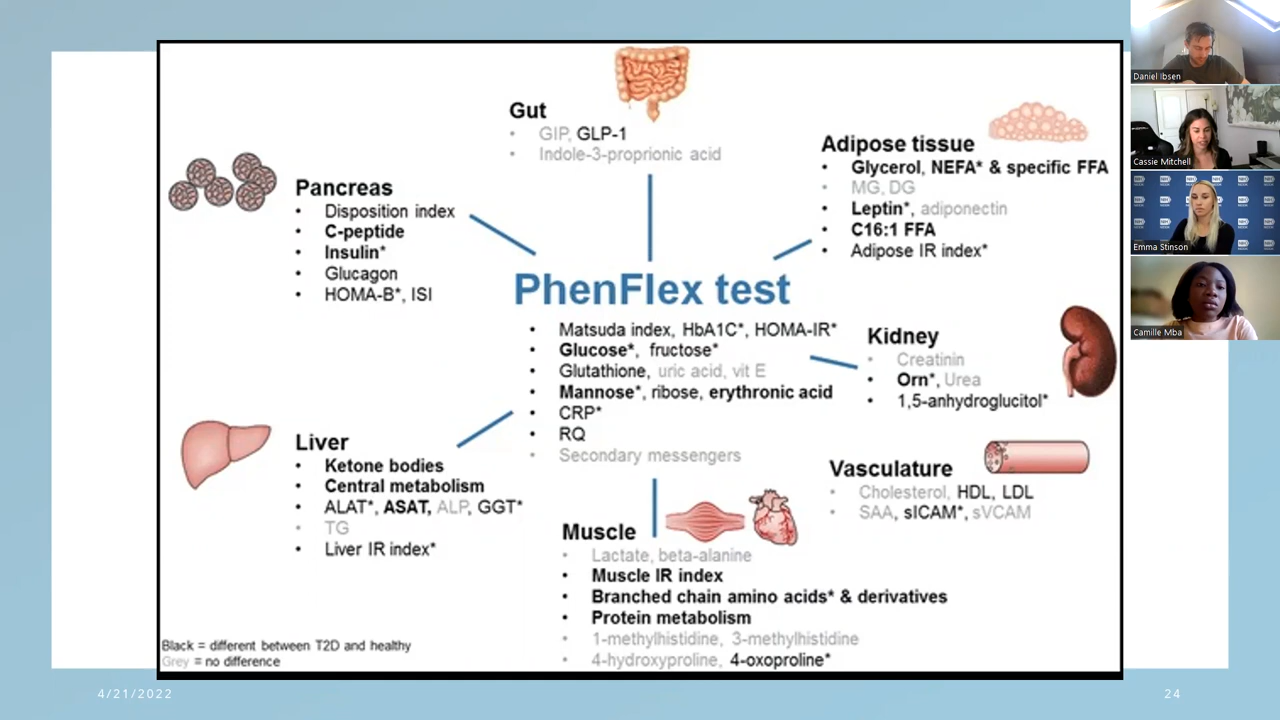 Gut
• GIP, GLP-1
• Indole-3-proprionic acid
Adipose tissue
• Glycerol, NEFA* & specific FFA
• MG, DG
• Leptin*, adiponectin
• C16:1 FFA
• Adipose IR index*
Pancreas
• Disposition index
• C-peptide
• Insulin*
• Glucagon
• HOMA-B*, ISI
PhenFlex test
• Matsuda index, HbA1C*, HOMA-IR*
• Glucose*, fructose*
• Glutathione, uric acid, vit E
• Mannose*, ribose, erythronic acid
• CRP*
• RQ
• Secondary messengers
Kidney
• Creatinin
• Orn*, Urea
• 1,5-anhydroglucitol*
Liver
• Ketone bodies
• Central metabolism
• ALAT*, ASAT, ALP, GGT*
• TG
• Liver IR index*
Vasculature
• Cholesterol, HDL, LDL
• SAA, sICAM*, sVCAM
Muscle
• Lactate, beta-alanine
• Muscle IR index
• Branched chain amino acids* & derivatives
• Protein metabolism
• 1-methylhistidine, 3-methylhistidine
• 4-hydroxyproline, 4-oxoproline*
Black = different between T2D and healthy
Grey = no difference
4/21/2022
24
Daniel Ibsen
Cassie Mitchell
Emma Stinson
Camille Mba